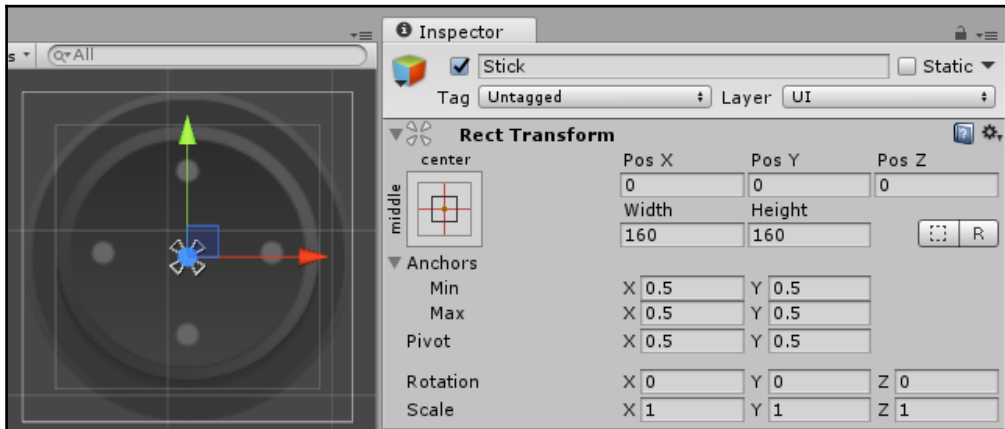 Inspector
s All
Stick Static
Tag Untagged Layer UI
Rect Transform
center Pos X Pos Y Pos Z
middle
0 0 0
Width Height
160 160 R
Anchors
Min X 0.5 Y 0.5
Max X 0.5 Y 0.5
Pivot X 0.5 Y 0.5
Rotation X 0 Y 0 Z 0
Scale X 1 Y 1 Z 1